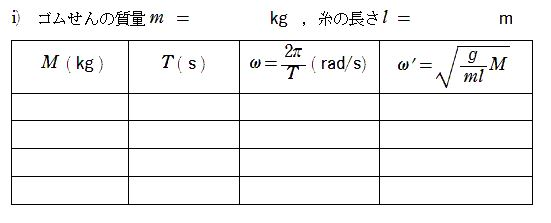 i) ゴムせんの質量 m = kg , 糸の長さ l = m
M ( kg ) T ( s ) ω = 2π/T ( rad/s) ω′ = √(g/ml M)